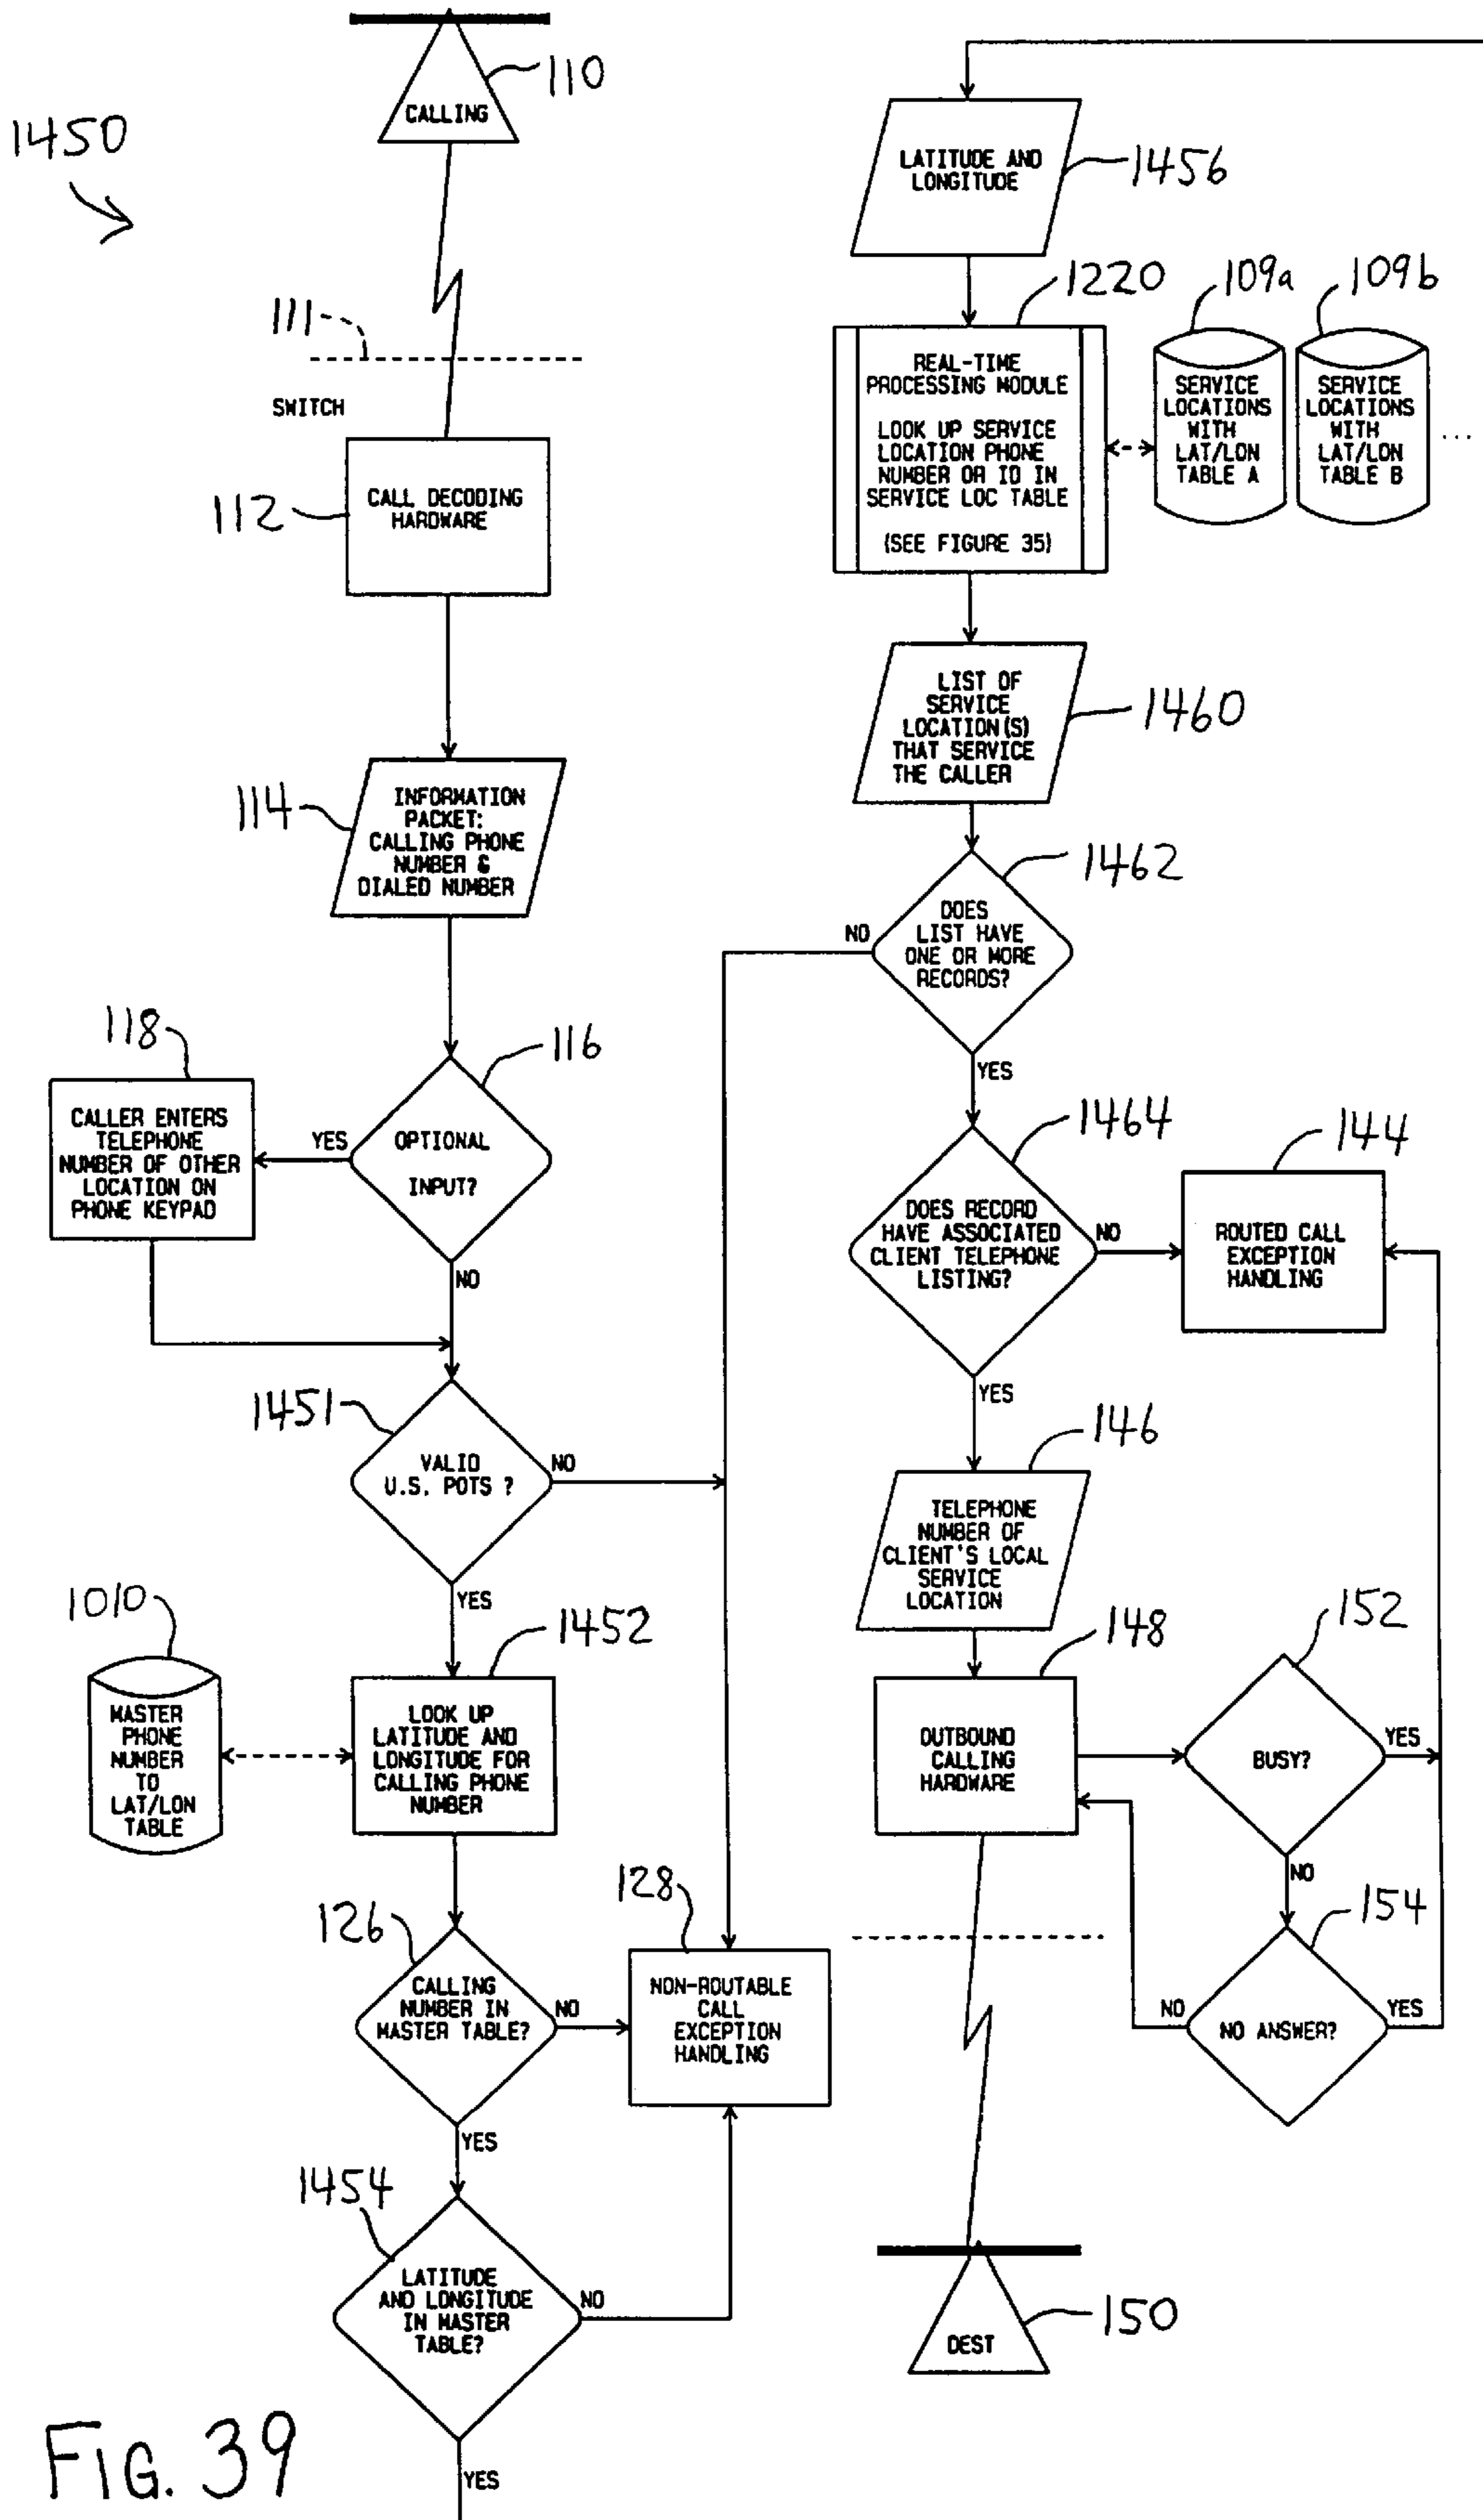 1450
CALLING
110
111
SWITCH
CALL DECODING
HARDWARE
112
INFORMATION
PACKET:
CALLING PHONE
NUMBER &
DIALED NUMBER
114
OPTIONAL
INPUT?
116
YES
NO
118
CALLER ENTERS
TELEPHONE
NUMBER OF OTHER
LOCATION ON
PHONE KEYPAD
1451
VALID
U.S. POTS ?
NO
YES
1010
MASTER
PHONE
NUMBER
TO
LAT/LON
TABLE
1452
LOOK UP
LATITUDE AND
LONGITUDE FOR
CALLING PHONE
NUMBER
126
CALLING
NUMBER IN
MASTER TABLE?
NO
YES
128
NON-ROUTABLE
CALL
EXCEPTION
HANDLING
1454
LATITUDE
AND LONGITUDE
IN MASTER
TABLE?
NO
YES
LATITUDE AND
LONGITUDE
1456
1220
REAL-TIME
PROCESSING MODULE
LOOK UP SERVICE
LOCATION PHONE
NUMBER OR ID IN
SERVICE LOC TABLE
(SEE FIGURE 35)
109a
SERVICE
LOCATIONS
WITH
LAT/LON
TABLE A
109b
SERVICE
LOCATIONS
WITH
LAT/LON
TABLE B
...
LIST OF
SERVICE
LOCATION(S)
THAT SERVICE
THE CALLER
1460
1462
DOES
LIST HAVE
ONE OR MORE
RECORDS?
NO
YES
1464
DOES RECORD
HAVE ASSOCIATED
CLIENT TELEPHONE
LISTING?
NO
YES
144
ROUTED CALL
EXCEPTION
HANDLING
146
TELEPHONE
NUMBER OF
CLIENT'S LOCAL
SERVICE
LOCATION
148
OUTBOUND
CALLING
HARDWARE
152
BUSY?
YES
NO
154
NO ANSWER?
NO
YES
DEST
150
FIG. 39